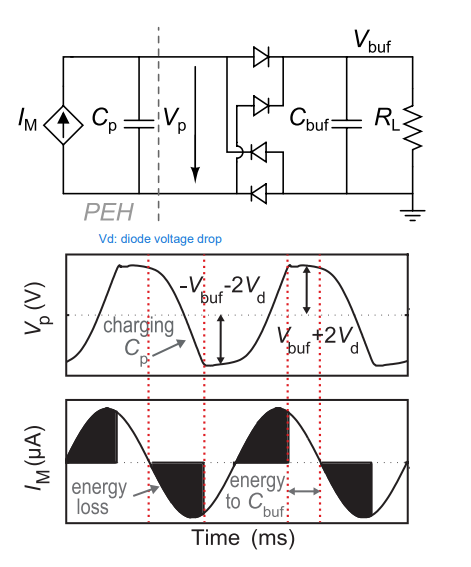 V_buf
I_M
C_p
V_p
C_buf
R_L
PEH
Vd: diode voltage drop
V_p (V)
-V_buf-2V_d
charging
C_p
V_buf+2V_d
I_M (µA)
energy
loss
energy
to C_buf
Time (ms)